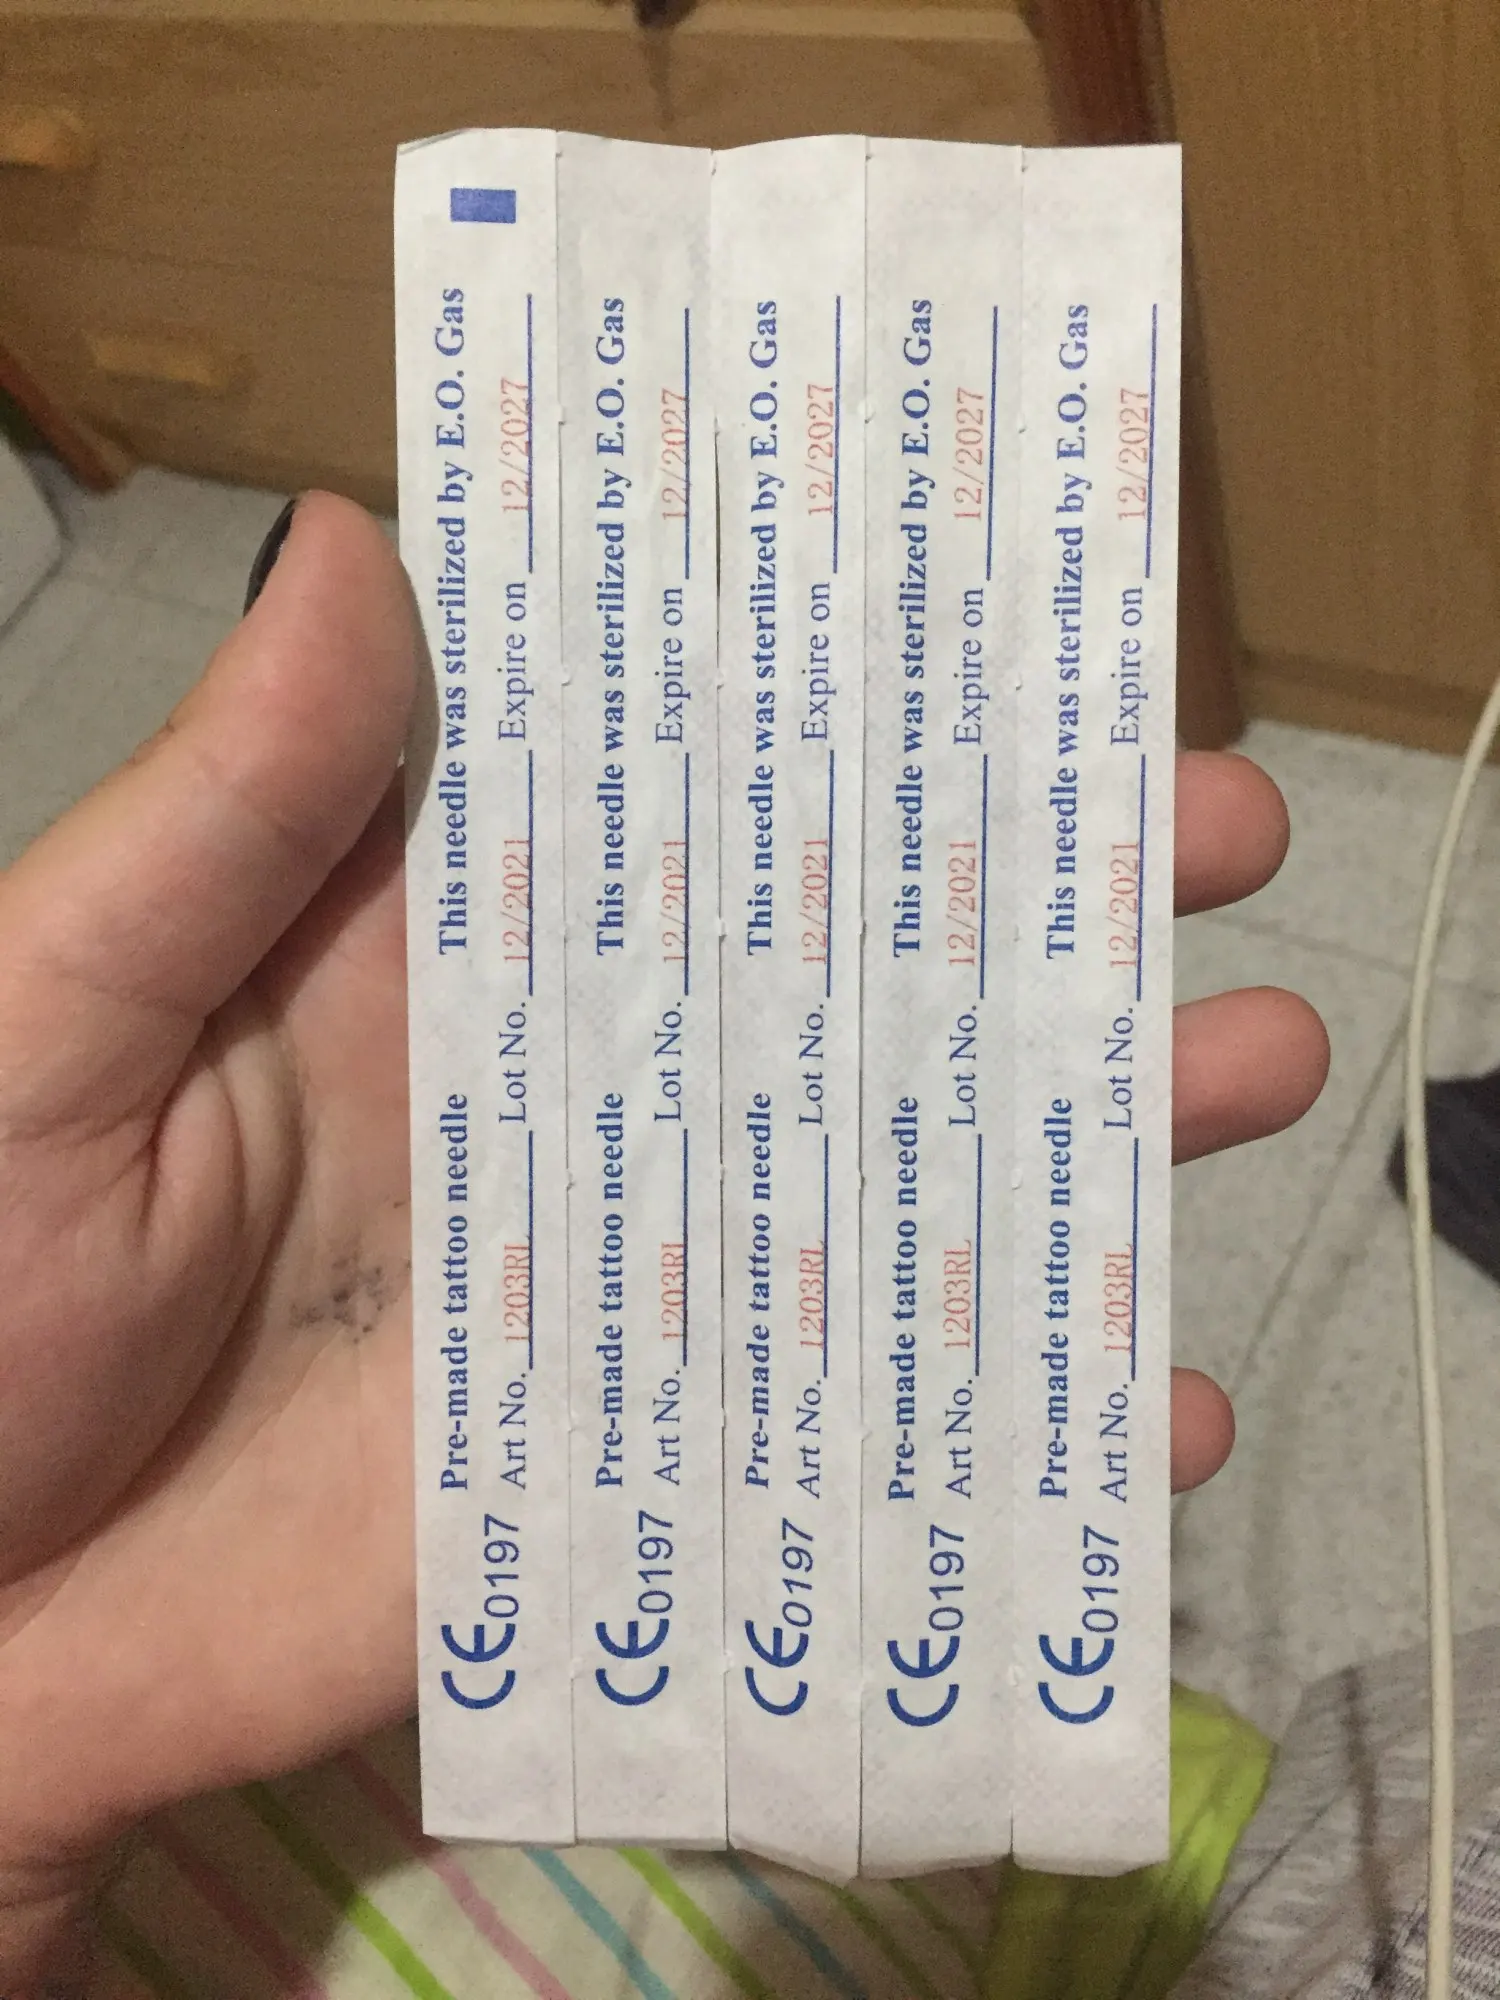 Pre-made tattoo needle This needle was sterilized by E.O. Gas
CE0197 Art No. 1203RL Lot No. 12/2021 Expire on 12/2027
Pre-made tattoo needle This needle was sterilized by E.O. Gas
CE0197 Art No. 1203RL Lot No. 12/2021 Expire on 12/2027
Pre-made tattoo needle This needle was sterilized by E.O. Gas
CE0197 Art No. 1203RL Lot No. 12/2021 Expire on 12/2027
Pre-made tattoo needle This needle was sterilized by E.O. Gas
CE0197 Art No. 1203RL Lot No. 12/2021 Expire on 12/2027
Pre-made tattoo needle This needle was sterilized by E.O. Gas
CE0197 Art No. 1203RL Lot No. 12/2021 Expire on 12/2027